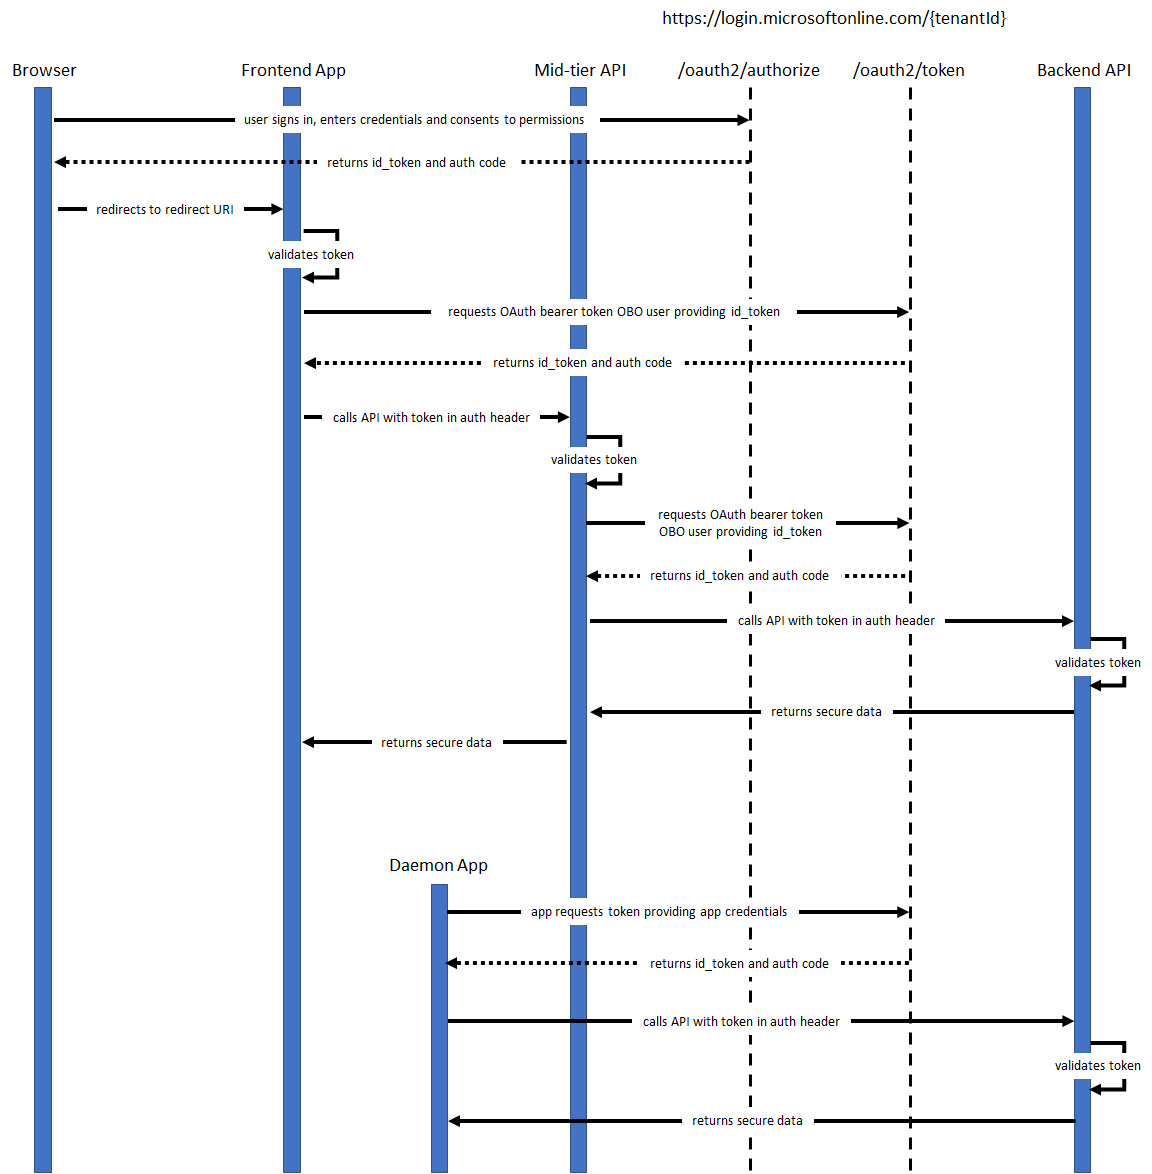 https://login.microsoftonline.com/{tenantId}
Browser
Frontend App
Mid-tier API
/oauth2/authorize
/oauth2/token
Backend API
user signs in, enters credentials and consents to permissions
returns id_token and auth code
redirects to redirect URI
validates token
requests OAuth bearer token OBO user providing id_token
returns id_token and auth code
calls API with token in auth header
validates token
requests OAuth bearer token
OBO user providing id_token
returns id_token and auth code
calls API with token in auth header
validates token
returns secure data
returns secure data
Daemon App
app requests token providing app credentials
returns id_token and auth code
calls API with token in auth header
validates token
returns secure data